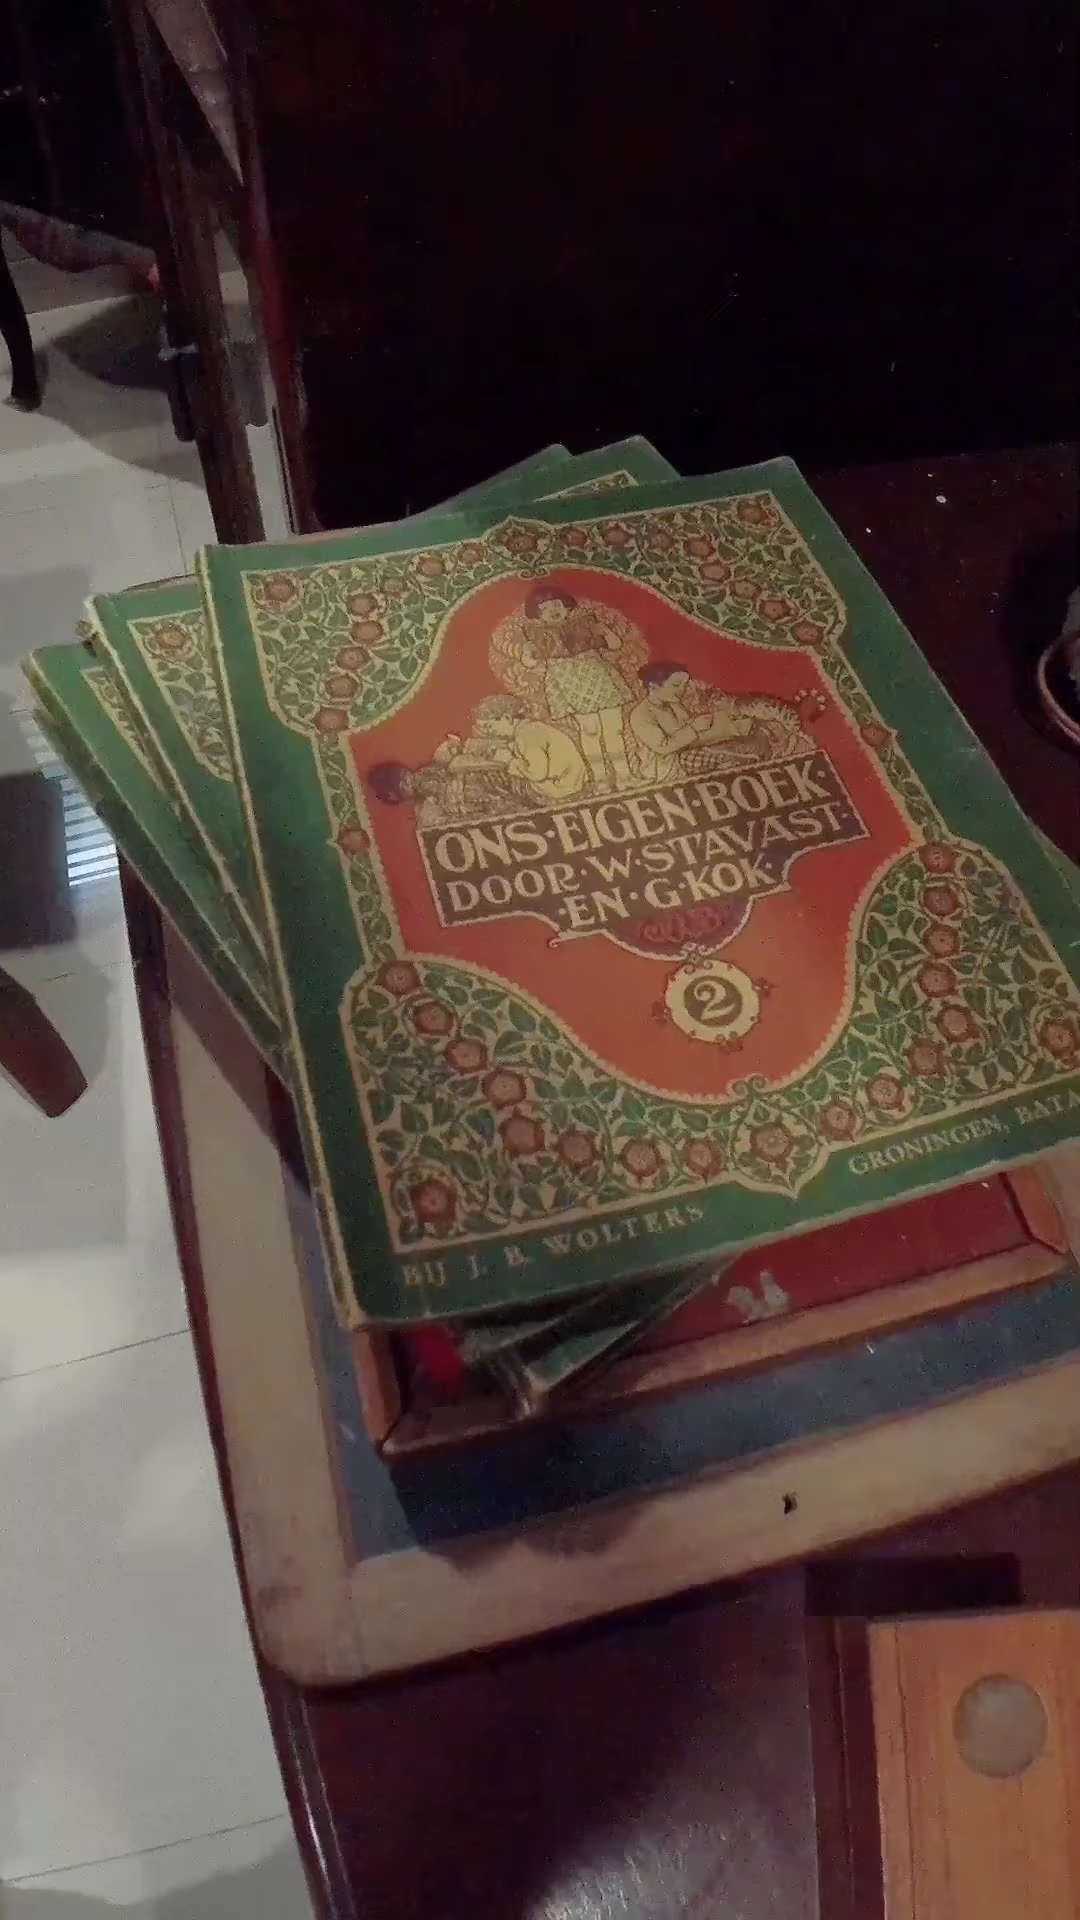 ONS·EIGEN·BOEK·
DOOR·W·STAVAST·
·EN·G·KOK·
2
BIJ J. B. WOLTERS
GRONINGEN, BATA